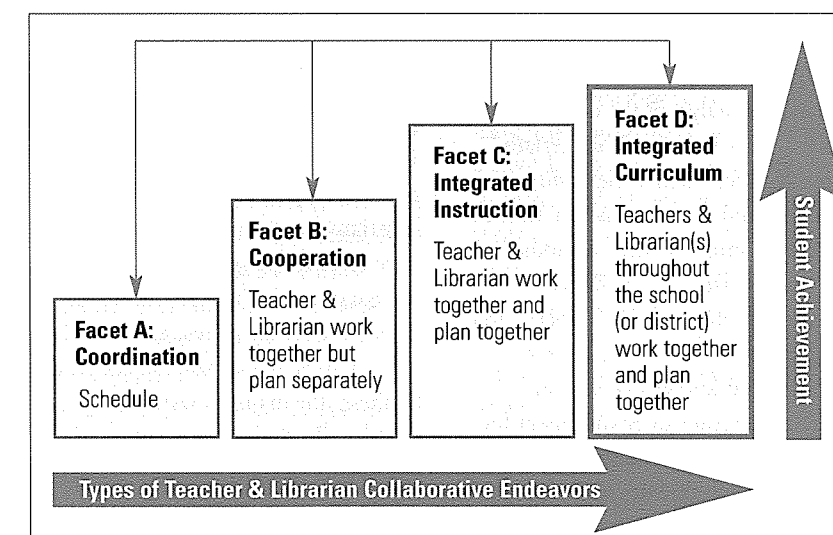 Facet A:
Coordination
Schedule
Facet B:
Cooperation
Teacher &
Librarian work
together but
plan separately
Facet C:
Integrated
Instruction
Teacher &
Librarian work
together and
plan together
Facet D:
Integrated
Curriculum
Teachers &
Librarian(s)
throughout
the school
(or district)
work together
and plan
together
Student Achievement
Types of Teacher & Librarian Collaborative Endeavors